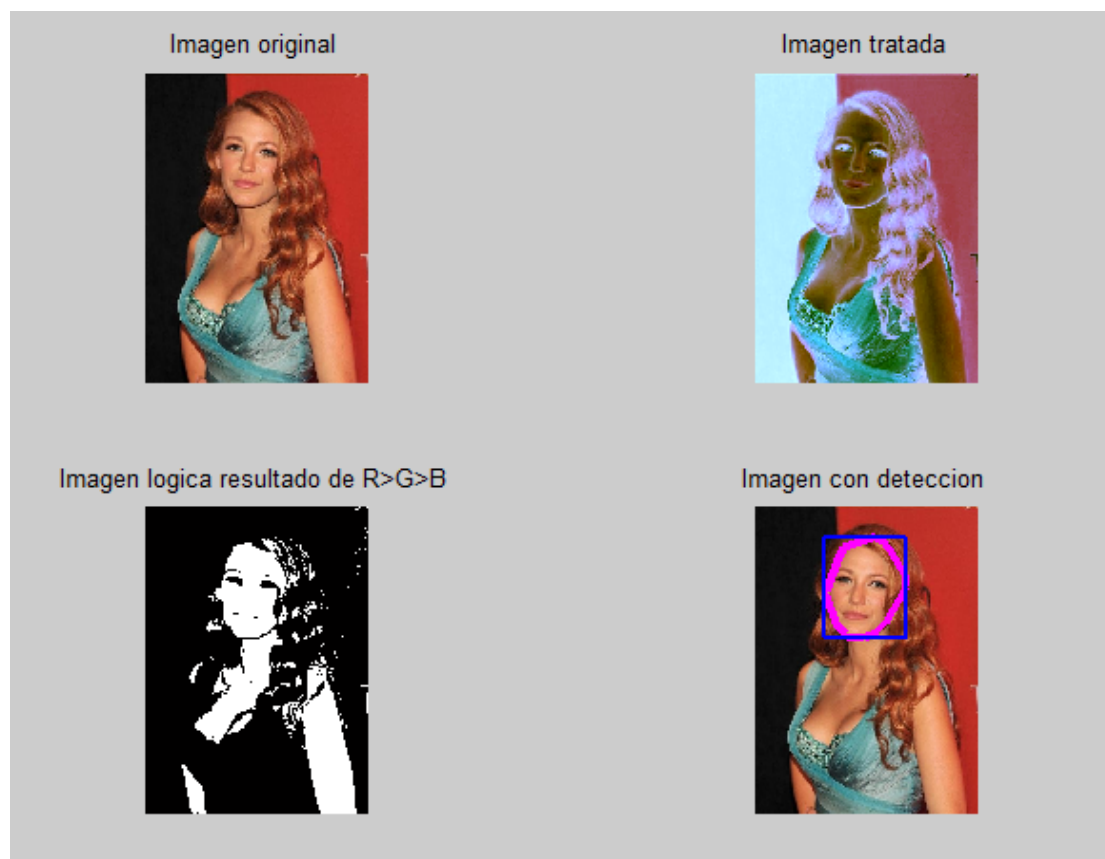 Imagen original
Imagen tratada
Imagen logica resultado de R>G>B
Imagen con deteccion